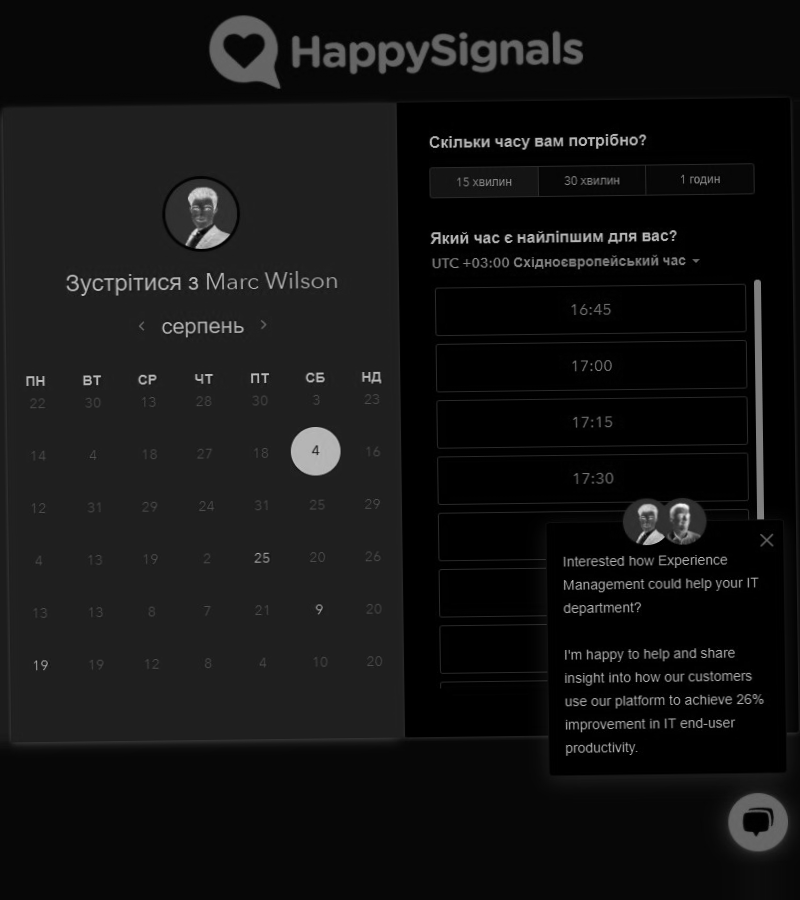 HappySignals
Зустрітися з Marc Wilson
серпень
ПН ВТ СР ЧТ ПТ СБ НД
22 30 13 28 30 3 23
14 4 18 27 18 4 16
12 31 29 24 31 25 29
4 13 19 2 25 20 26
13 13 8 7 21 9 20
19 19 12 8 4 10 20
Скільки часу вам потрібно?
15 хвилин 30 хвилин 1 годин
Який час є найліпшим для вас?
UTC +03:00 Східноєвропейський час
16:45
17:00
17:15
17:30
Interested how Experience
Management could help your IT
department?
I'm happy to help and share
insight into how our customers
use our platform to achieve 26%
improvement in IT end-user
productivity.